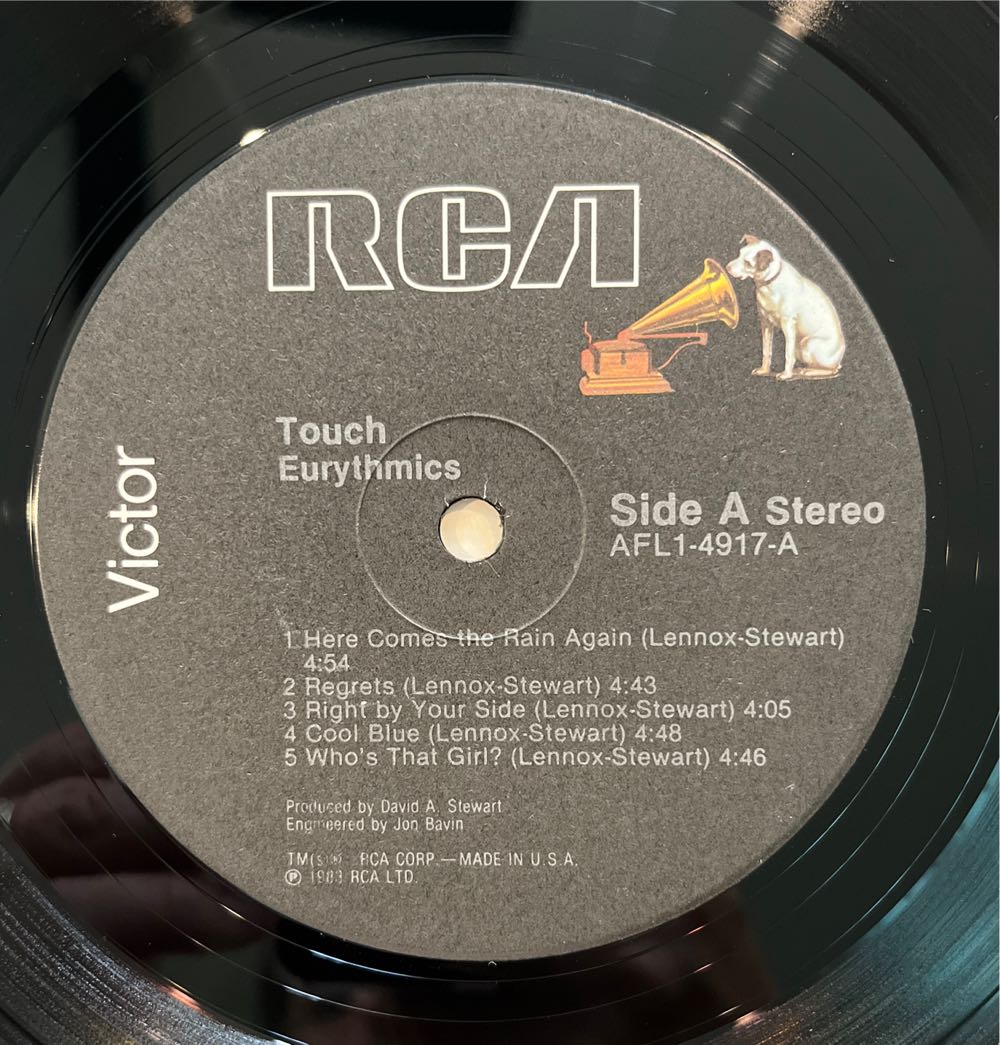 RCA
Victor
Touch
Eurythmics
Side A Stereo
AFL1-4917-A
1 Here Comes the Rain Again (Lennox-Stewart)
4:54
2 Regrets (Lennox-Stewart) 4:43
3 Right by Your Side (Lennox-Stewart) 4:05
4 Cool Blue (Lennox-Stewart) 4:48
5 Who's That Girl? (Lennox-Stewart) 4:46
Produced by David A. Stewart
Engineered by Jon Bavin
RCA CORP.—MADE IN U.S.A.
℗ 1983 RCA LTD.